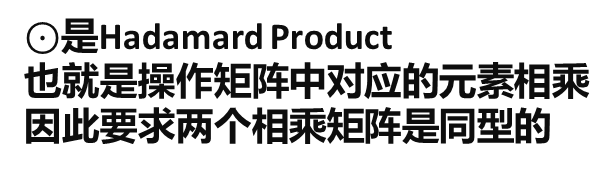 ⊙是Hadamard Product
也就是操作矩阵中对应的元素相乘
因此要求两个相乘矩阵是同型的